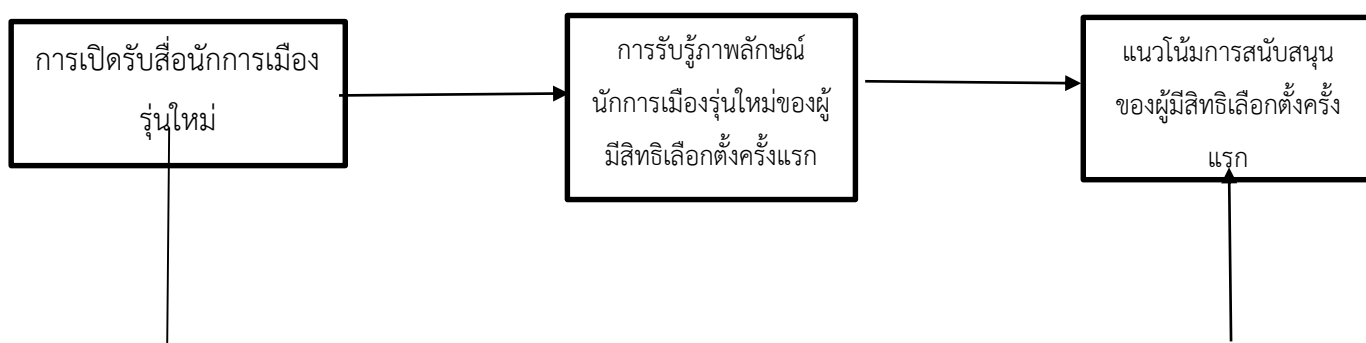 การเปิดรับสื่อนักการเมือง
รุ่นใหม่
การรับรู้ภาพลักษณ์
นักการเมืองรุ่นใหม่ของผู้
มีสิทธิเลือกตั้งครั้งแรก
แนวโน้มการสนับสนุน
ของผู้มีสิทธิเลือกตั้งครั้ง
แรก